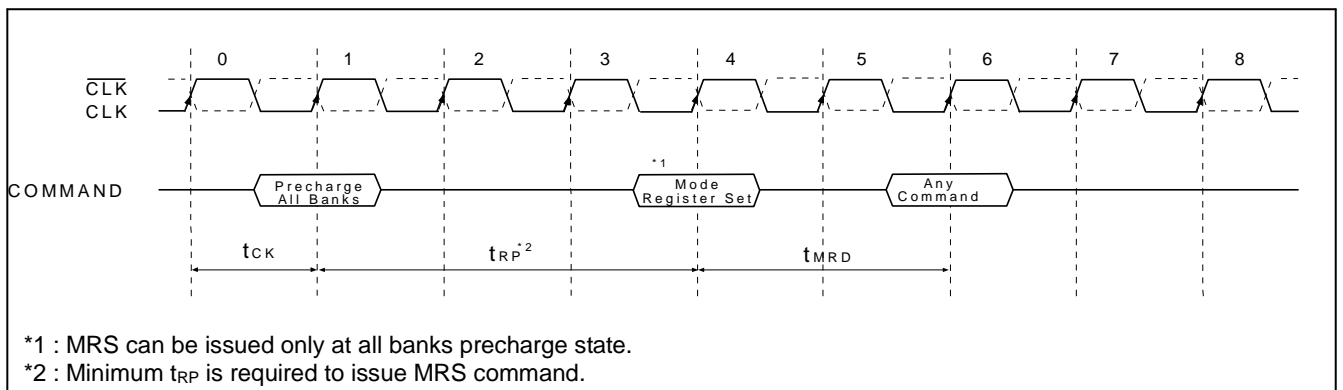 0 1 2 3 4 5 6 7 8
CLK
CLK
COMMAND
Precharge
All Banks
*1
Mode
Register Set
Any
Command
tCK
tRP*2
tMRD
*1 : MRS can be issued only at all banks precharge state.
*2 : Minimum tRP is required to issue MRS command.